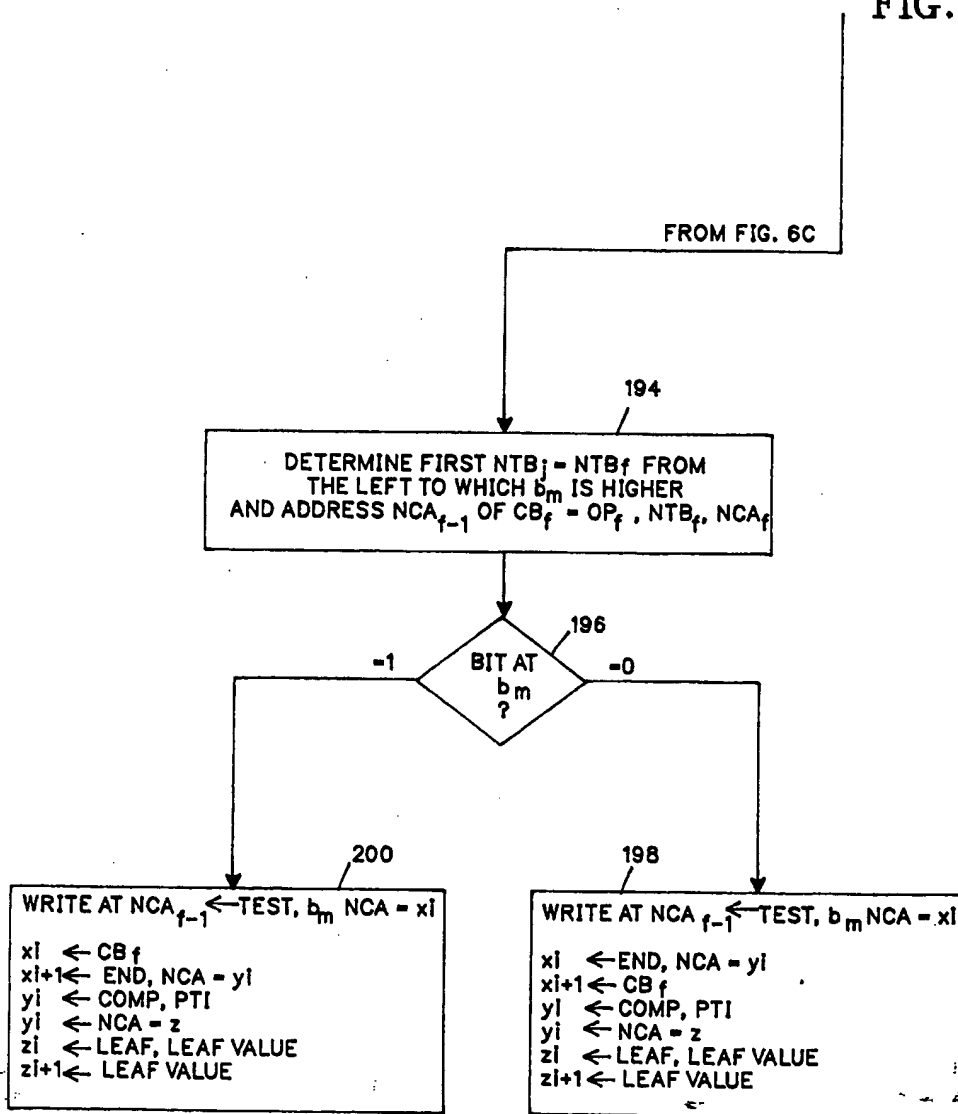 FIG.
FROM FIG. 6C
194
DETERMINE FIRST NTBj = NTBf FROM
THE LEFT TO WHICH bm IS HIGHER
AND ADDRESS NCAf-1 OF CBf = OPf , NTBf, NCAf
196
=1
BIT AT
bm
?
=0
200
WRITE AT NCAf-1 ← TEST, bm NCA = xi
xi ← CBf
xi+1 ← END, NCA = yi
yi ← COMP, PTI
yi ← NCA = z
zi ← LEAF, LEAF VALUE
zi+1 ← LEAF VALUE
198
WRITE AT NCAf-1 ← TEST, bm NCA = xi
xi ← END, NCA = yi
xi+1 ← CBf
yi ← COMP, PTI
yi ← NCA = z
zi ← LEAF, LEAF VALUE
zi+1 ← LEAF VALUE